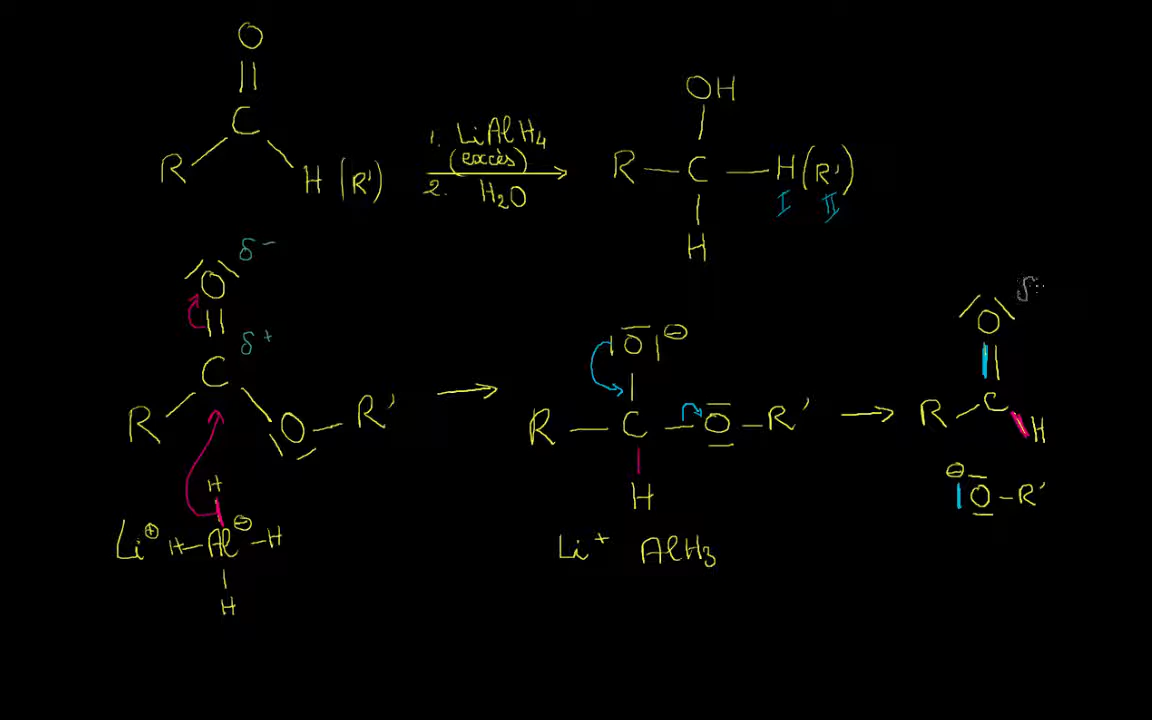 O
C
R
H (R')
1. LiAlH4
(excès)
2. H2O
OH
R — C — H (R')
I II
H
δ-
O
δ+
C
R
O — R'
H
Li⊕ H — Al⊖ — H
H
|O|⊖
R — C — O — R'
H
Li+ AlH3
δ-
O
R C
H
⊖
|O — R'